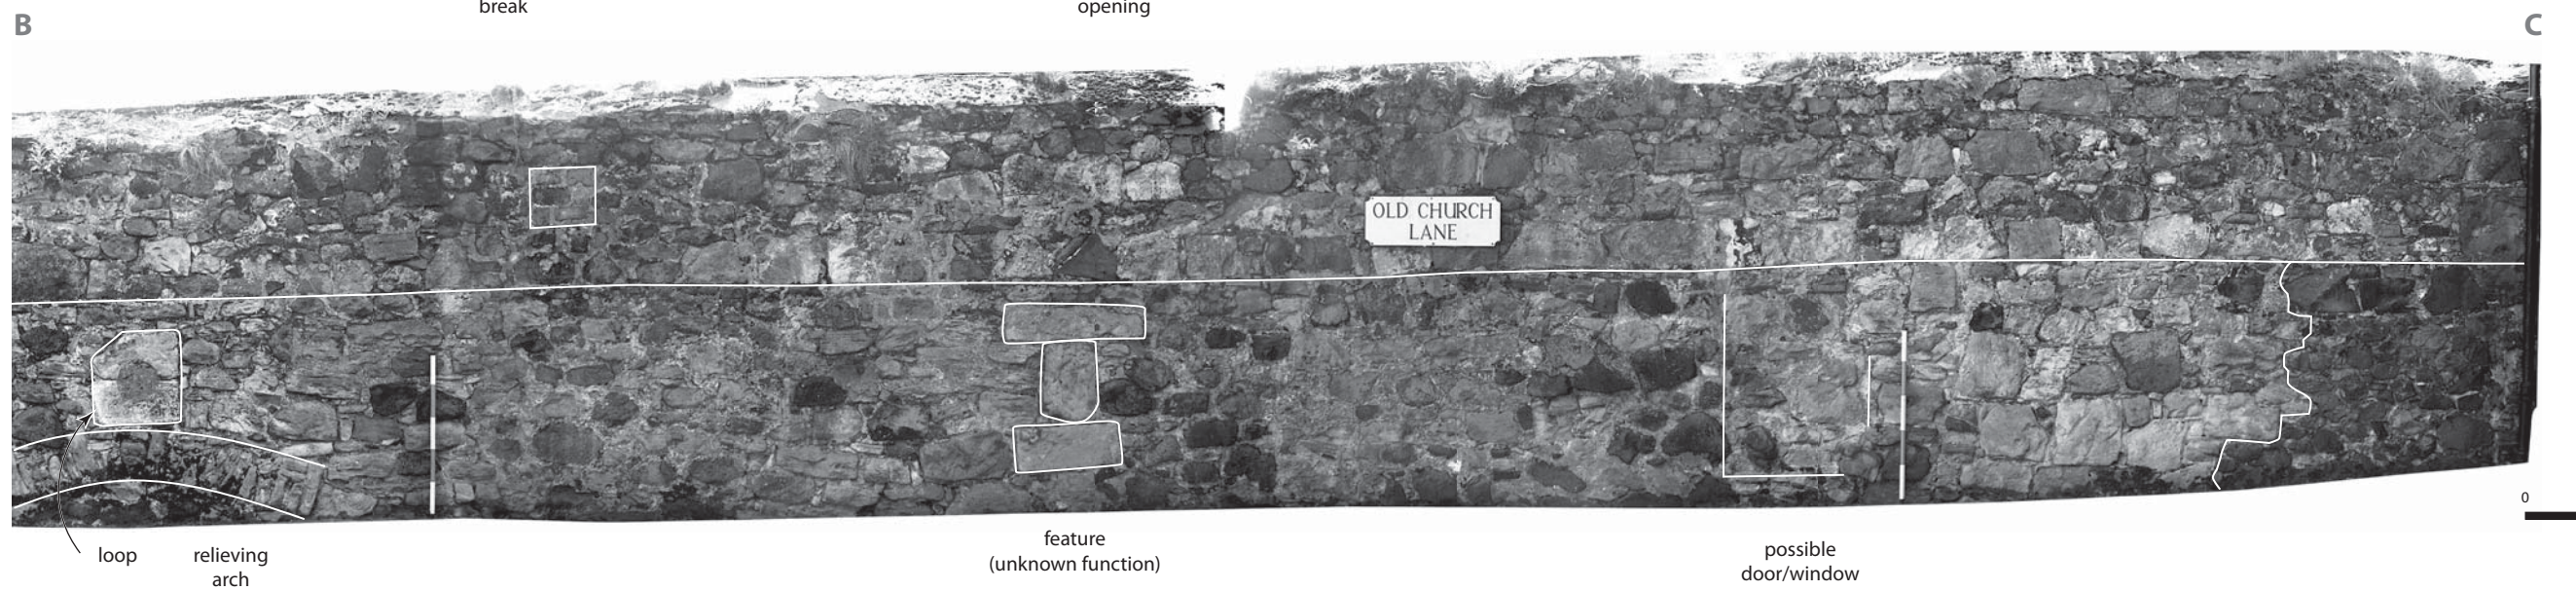 break
opening
B
C
OLD CHURCH
LANE
0
feature
(unknown function)
loop
relieving
arch
possible
door/window